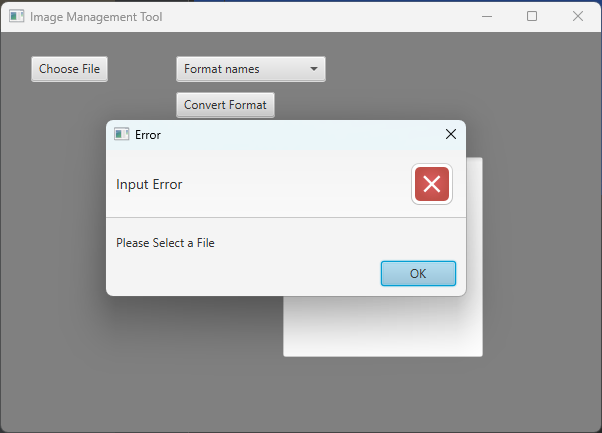 Image Management Tool
Choose File
Format names
Convert Format
Error
Input Error
Please Select a File
OK